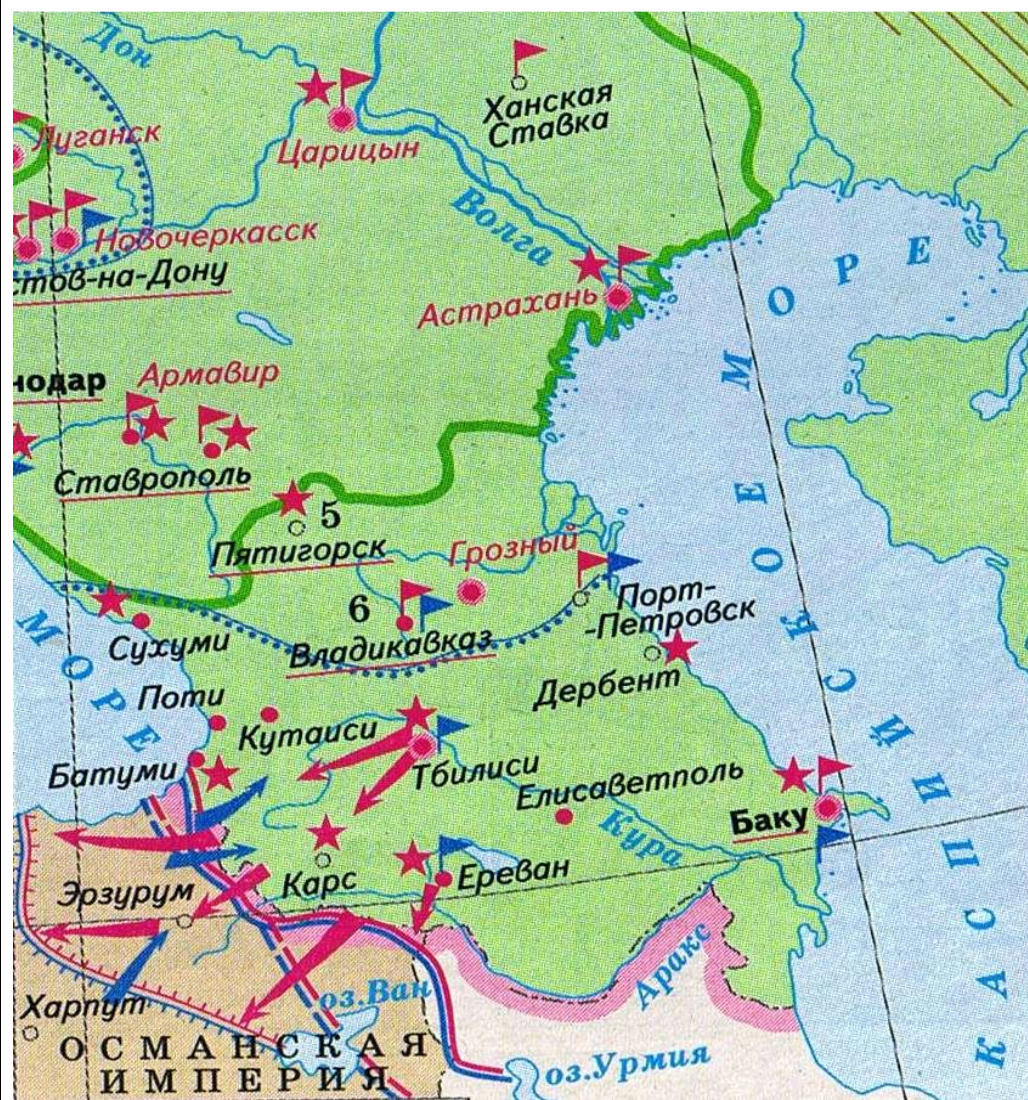 Дон
Ханская
Ставка
Луганск
Царицын
Волга
Новочеркасск
стов-на-Дону
Астрахань
МОРЕ
нодар
Армавир
Ставрополь
5
Пятигорск
Грозный
6
Порт-
-Петровск
Владикавказ
Сухуми
МОРЕ
Дербент
Поти
Кутаиси
Батуми
Тбилиси
Елисаветполь
Баку
Кура
Карс
Ереван
Эрзурум
Аракс
КАСПИЙСКОЕ
Харпут
оз.Ван
ОСМАНСКАЯ
ИМПЕРИЯ
оз.Урмия